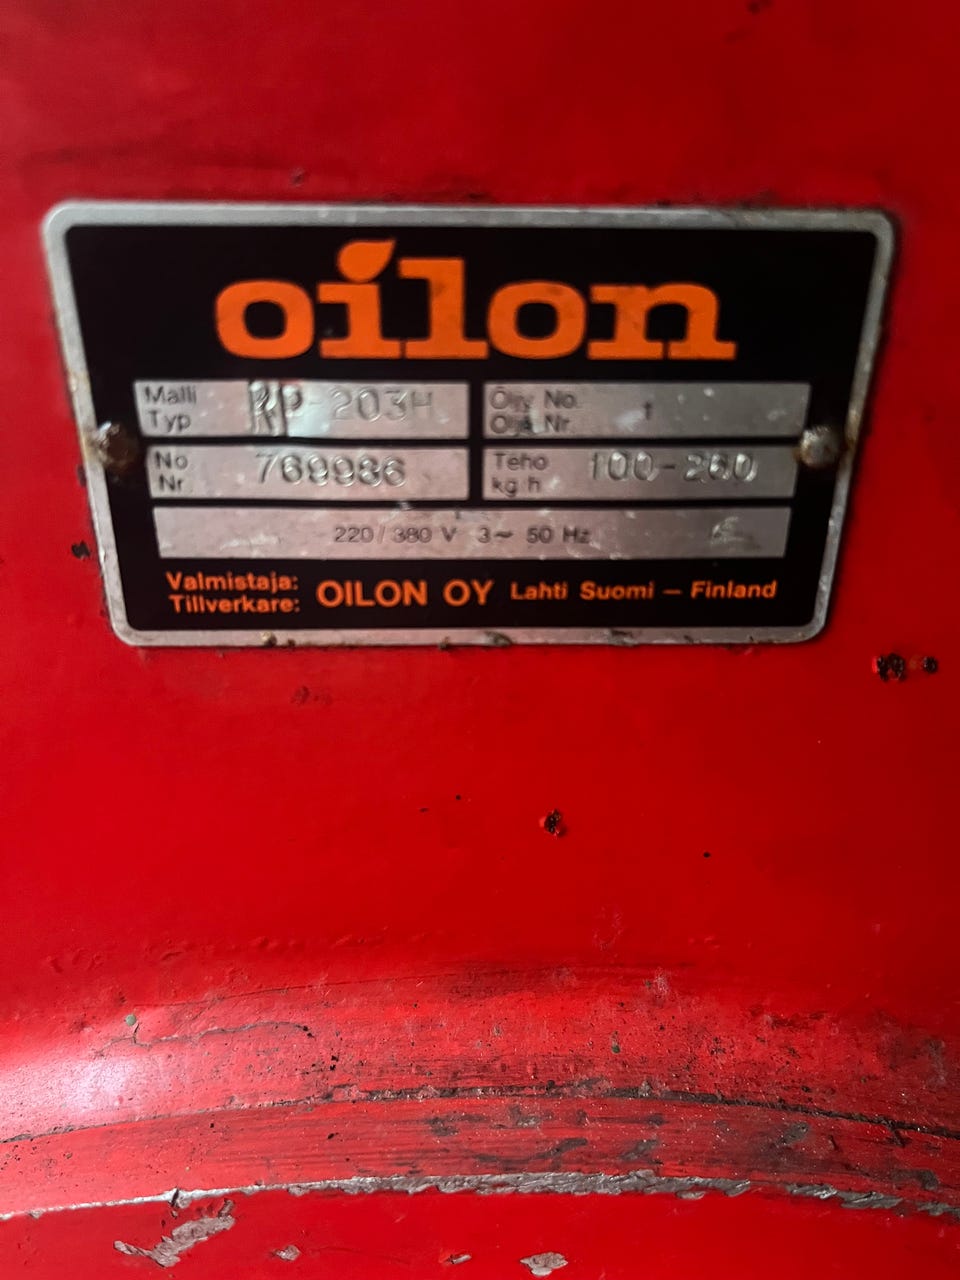 oilon
Malli
Typ
RP-203H
Öljy No.
Olja Nr.
1
No
Nr
769986
Teho
kg/h
100-260
220/380 V 3~ 50 Hz
Valmistaja:
Tillverkare:
OILON OY Lahti Suomi – Finland